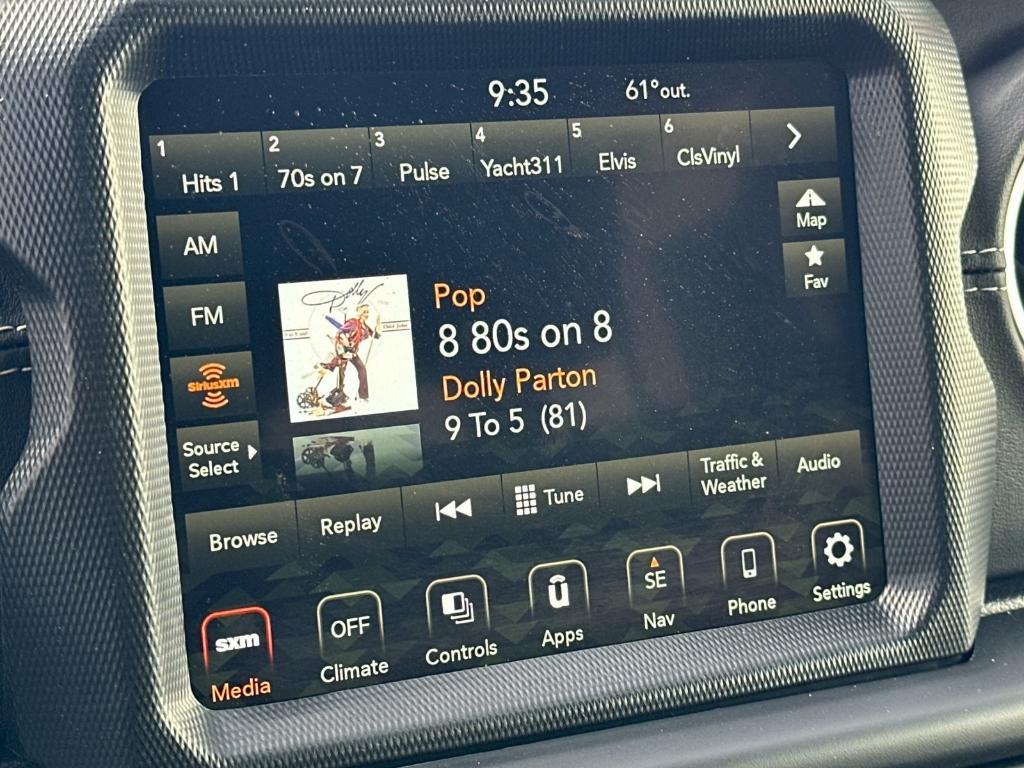 9:35
61°out.
1
Hits 1
2
70s on 7
3
Pulse
4
Yacht311
5
Elvis
6
ClsVinyl
Map
Fav
AM
FM
SiriusXM
Source
Select
Dolly
Pop
8 80s on 8
Dolly Parton
9 To 5 (81)
Browse
Replay
Tune
Traffic &
Weather
Audio
sxm
Media
OFF
Climate
Controls
û
Apps
SE
Nav
Phone
Settings